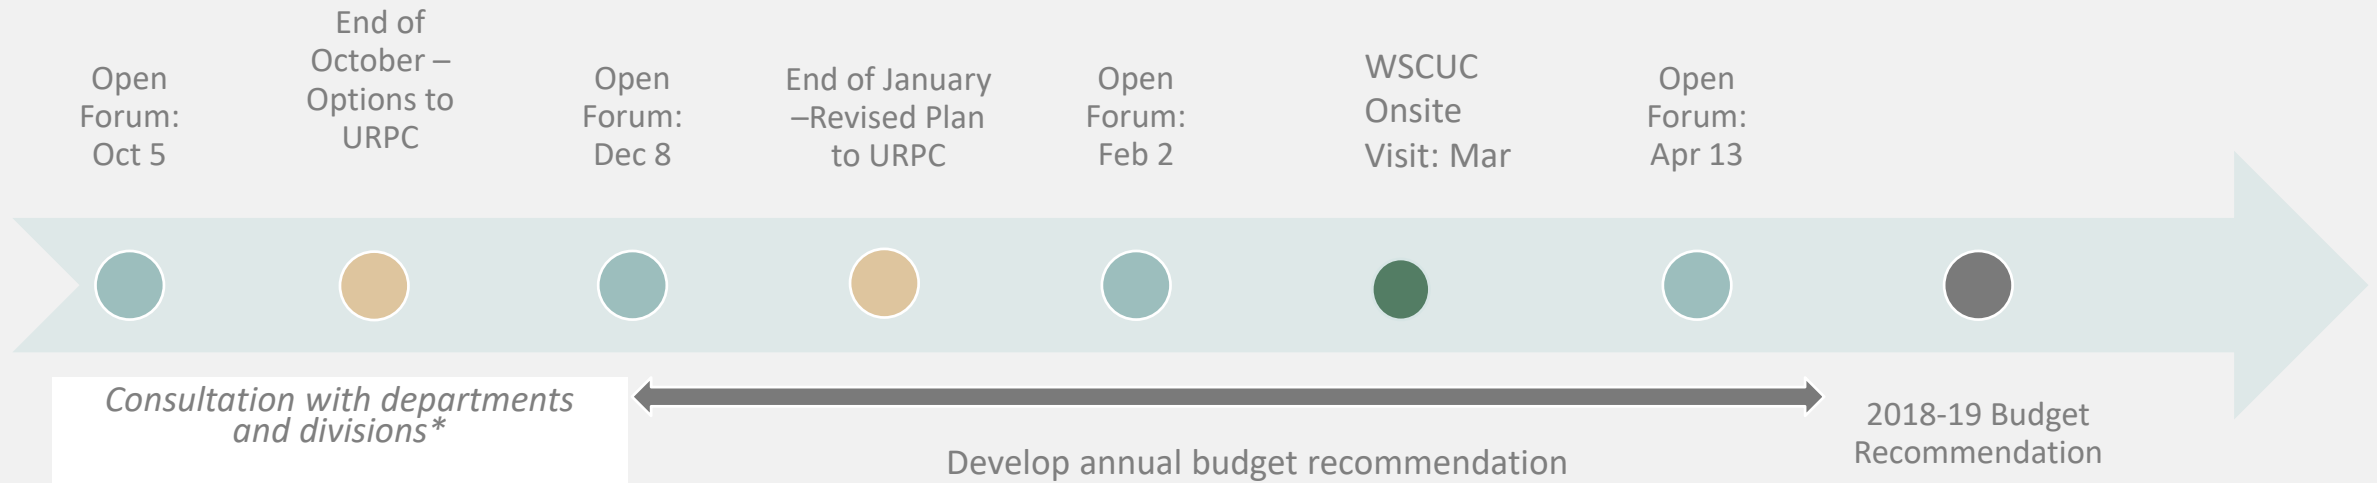 Open
Forum:
Oct 5
End of
October –
Options to
URPC
Open
Forum:
Dec 8
End of January
–Revised Plan
to URPC
Open
Forum:
Feb 2
WSCUC
Onsite
Visit: Mar
Open
Forum:
Apr 13
Consultation with departments
and divisions*
Develop annual budget recommendation
2018-19 Budget
Recommendation